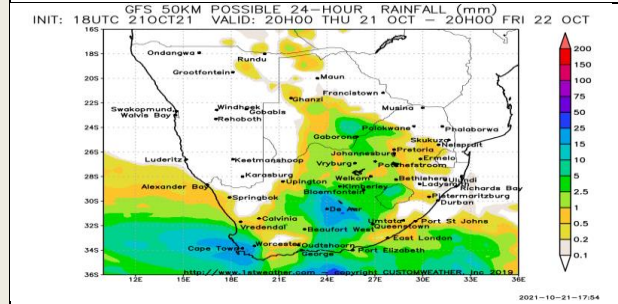 GFS 50KM POSSIBLE 24-HOUR RAINFALL (mm)
INIT: 18UTC 21OCT21 VALID: 20H00 THU 21 OCT - 20H00 FRI 22 OCT
16S
18S
20S
22S
24S
26S
28S
30S
32S
34S
36S
Ondangwa
Rundu
Grootfontein
Maun
Francistown
Ghanzi
Musina
Swakopmund
Windhoek
Gobabis
Walvis Bay
Rehoboth
Polokwane
Phalaborwa
Gaborone
Skukuza
Nelspruit
Pretoria
Johannesburg
Ermelo
Luderitz
Keetmanshoop
Vryburg
Potchefstroom
Karasburg
Upington
Welkom
Bethlehem
Ulundi
Alexander Bay
Kimberley
Ladysmith
Richards Bay
Springbok
Bloemfontein
Pietermaritzburg
Durban
De Aar
Calvinia
Umtata
Port St Johns
Vredendal
Beaufort West
Queenstown
East London
Worcester
Oudtshoorn
Cape Town
George
Port Elizabeth
http://www.1stweather.com - Copyright CUSTOMWEATHER, Inc 2019
12E 15E 18E 21E 24E 27E 30E 33E 36E
200
150
100
75
50
25
15
10
5
2.5
1
0.5
0.2
0.1
2021-10-21-17:54